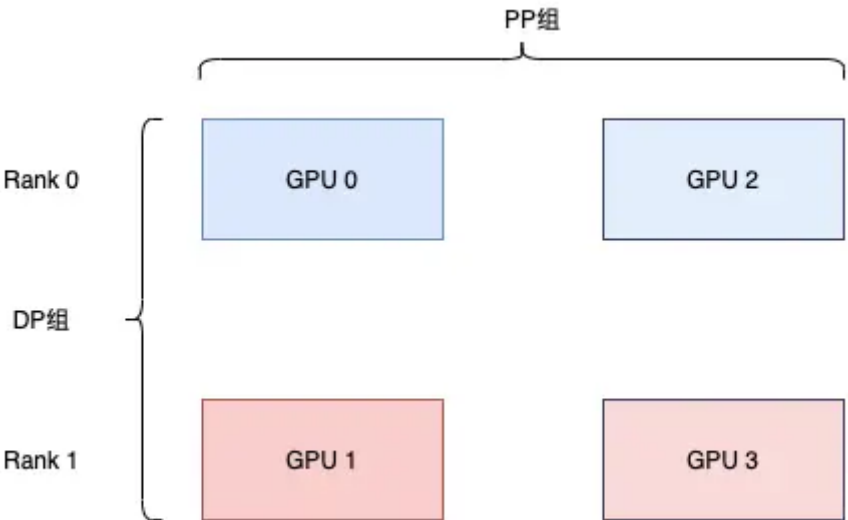 PP组
Rank 0
GPU 0
GPU 2
DP组
Rank 1
GPU 1
GPU 3